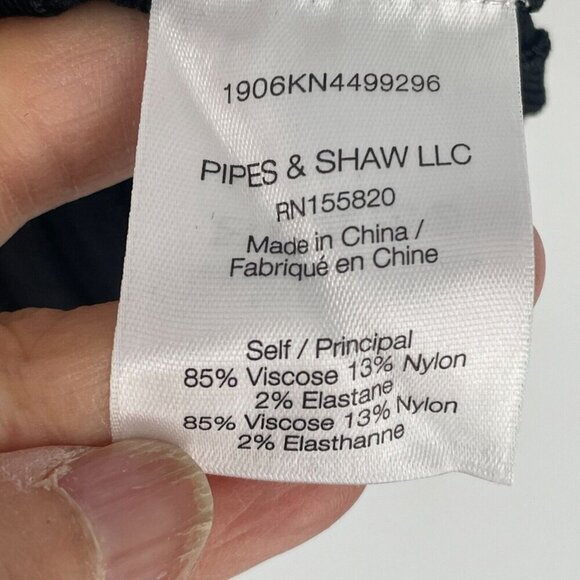 1906KN4499296
PIPES & SHAW LLC
RN155820
Made in China /
Fabriqué en Chine
Self / Principal
85% Viscose 13% Nylon
2% Elastane
85% Viscose 13% Nylon
2% Elasthanne